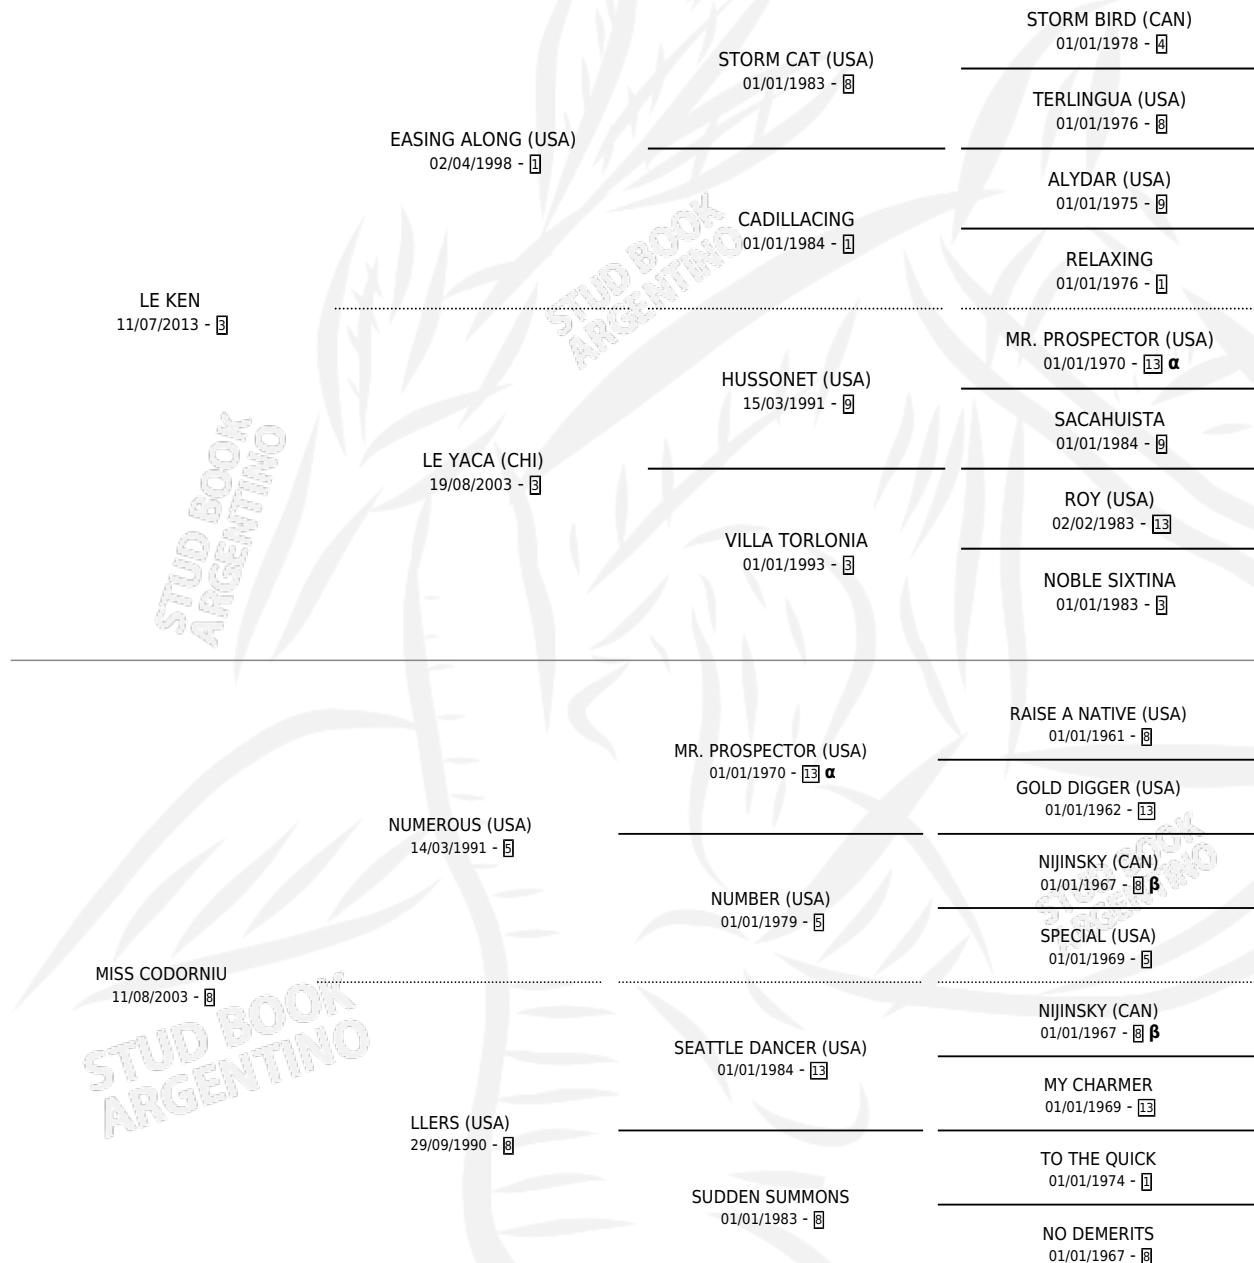 STORM BIRD (CAN)
01/01/1978 - 4
STORM CAT (USA)
01/01/1983 - 8
TERLINGUA (USA)
01/01/1976 - 8
EASING ALONG (USA)
02/04/1998 - 1
ALYDAR (USA)
01/01/1975 - 9
CADILLACING
01/01/1984 - 1
RELAXING
01/01/1976 - 1
LE KEN
11/07/2013 - 3
MR. PROSPECTOR (USA)
01/01/1970 - 13 α
HUSSONET (USA)
15/03/1991 - 9
SACAHUISTA
01/01/1984 - 9
LE YACA (CHI)
19/08/2003 - 3
ROY (USA)
02/02/1983 - 13
VILLA TORLONIA
01/01/1993 - 3
NOBLE SIXTINA
01/01/1983 - 3
RAISE A NATIVE (USA)
01/01/1961 - 8
MR. PROSPECTOR (USA)
01/01/1970 - 13 α
GOLD DIGGER (USA)
01/01/1962 - 13
NUMEROUS (USA)
14/03/1991 - 5
NIJINSKY (CAN)
01/01/1967 - 8 β
NUMBER (USA)
01/01/1979 - 5
SPECIAL (USA)
01/01/1969 - 5
MISS CODORNIU
11/08/2003 - 8
NIJINSKY (CAN)
01/01/1967 - 8 β
SEATTLE DANCER (USA)
01/01/1984 - 13
MY CHARMER
01/01/1969 - 13
LLERS (USA)
29/09/1990 - 8
TO THE QUICK
01/01/1974 - 1
SUDDEN SUMMONS
01/01/1983 - 8
NO DEMERITS
01/01/1967 - 8
STUD BOOK
ARGENTINO
STUD BOOK
ARGENTINO
STUD BOOK
ARGENTINO
STUD BOOK
ARGENTINO